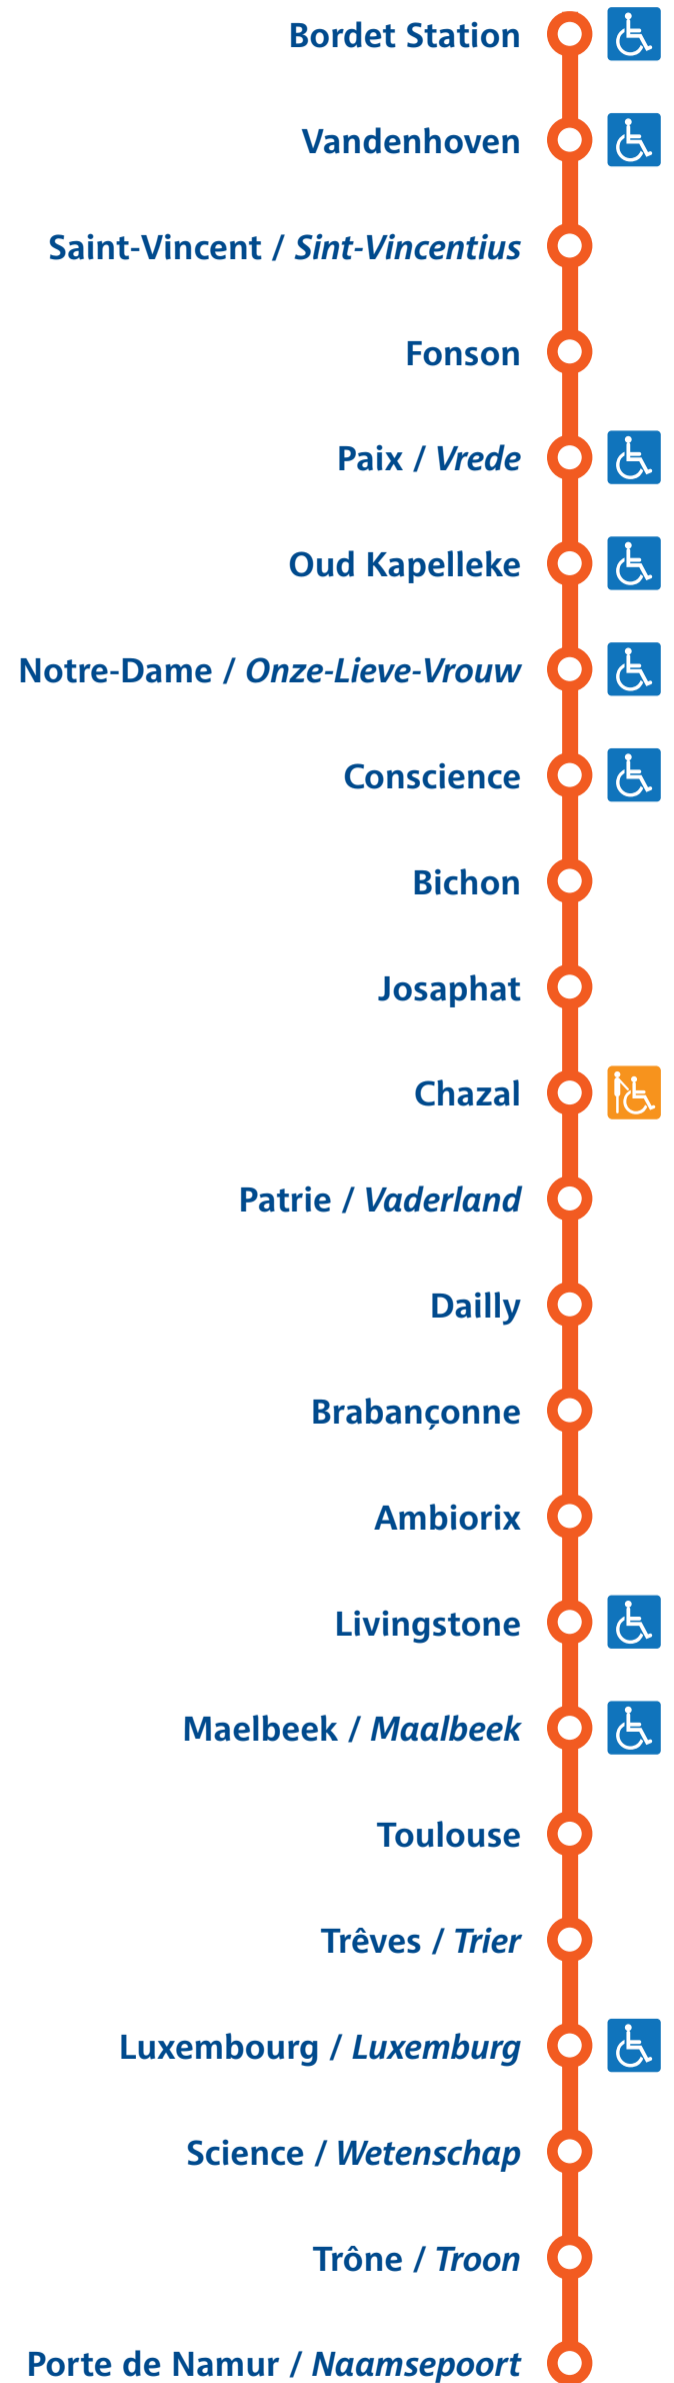 Bordet Station
Vandenhoven
Saint-Vincent / Sint-Vincentius
Fonson
Paix / Vrede
Oud Kapelleke
Notre-Dame / Onze-Lieve-Vrouw
Conscience
Bichon
Josaphat
Chazal
Patrie / Vaderland
Dailly
Brabançonne
Ambiorix
Livingstone
Maelbeek / Maalbeek
Toulouse
Trêves / Trier
Luxembourg / Luxemburg
Science / Wetenschap
Trône / Troon
Porte de Namur / Naamsepoort